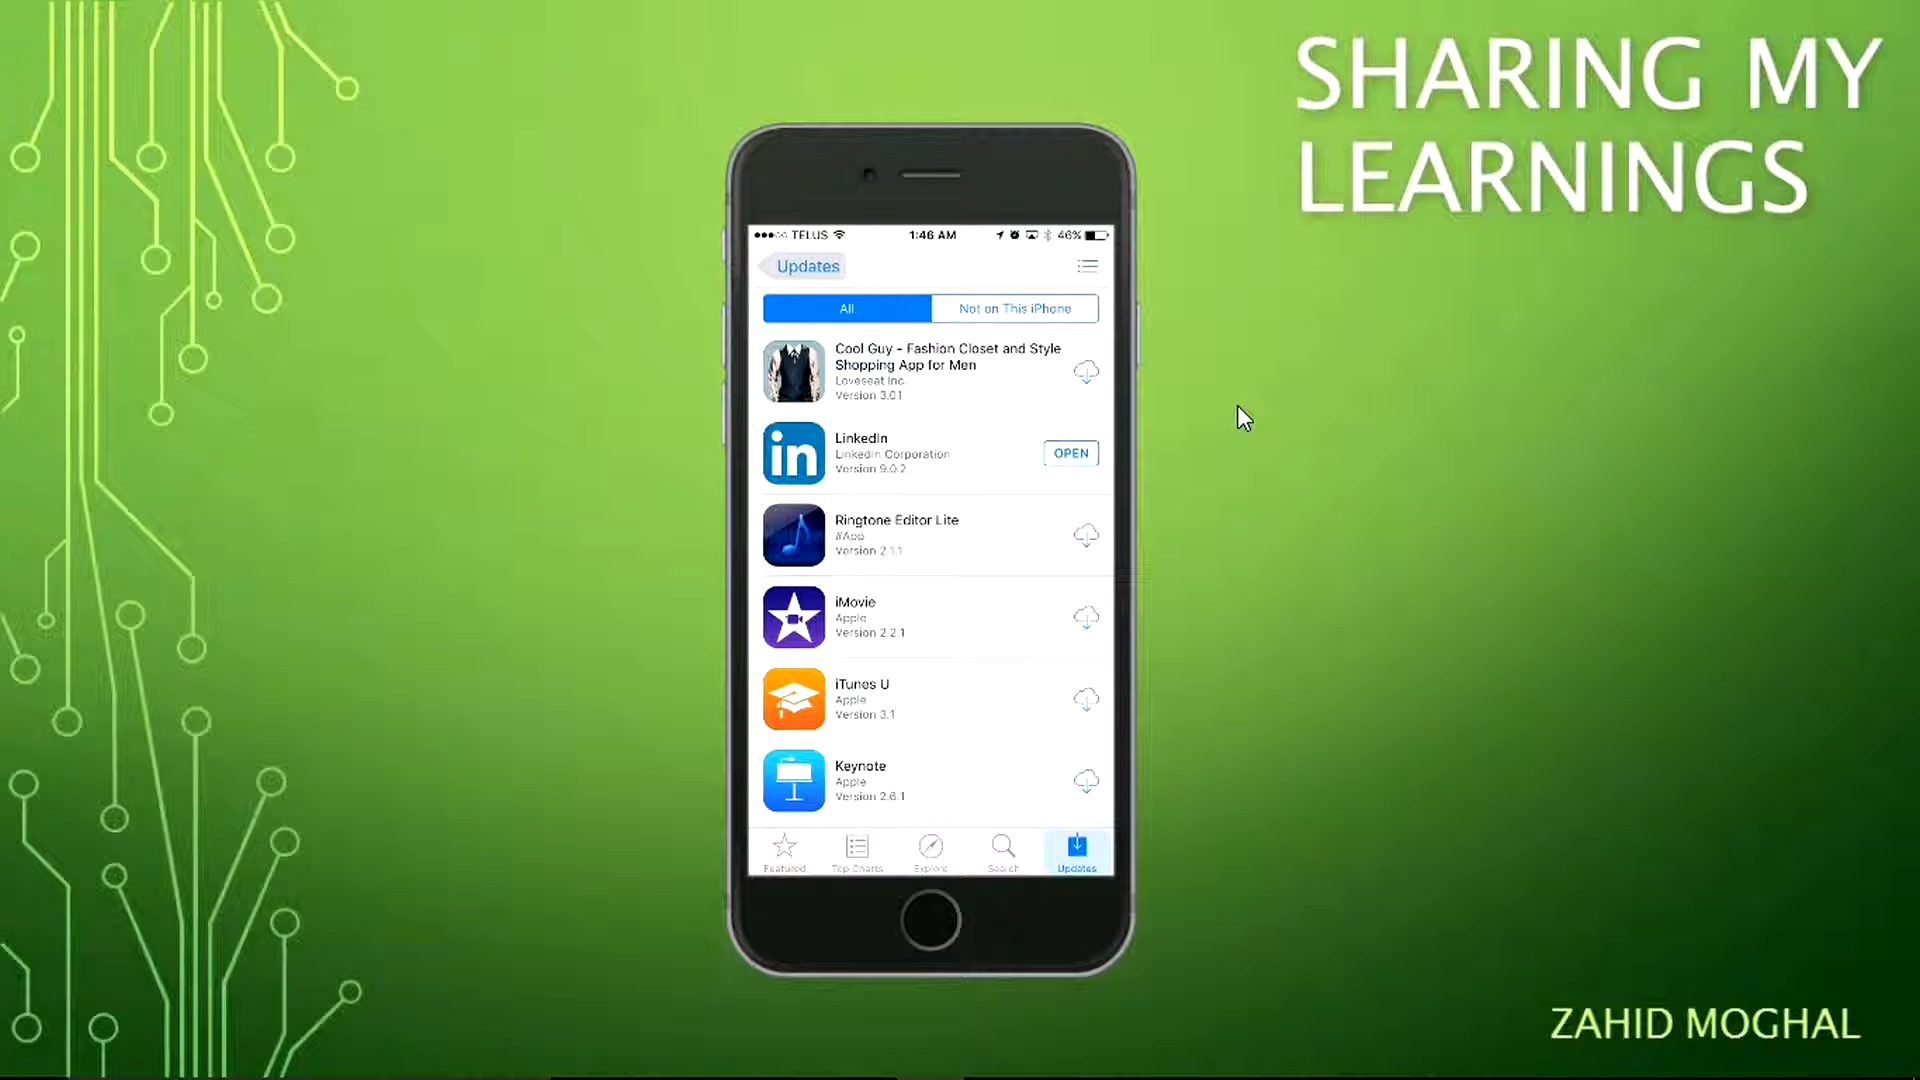 SHARING MY
LEARNINGS
TELUS 1:46 AM 46%
Updates
All Not on This iPhone
Cool Guy - Fashion Closet and Style
Shopping App for Men
Loveseat Inc.
Version 3.01
in
LinkedIn
LinkedIn Corporation
Version 9.0.2
OPEN
Ringtone Editor Lite
#App
Version 2.1.1
iMovie
Apple
Version 2.2.1
iTunes U
Apple
Version 3.1
Keynote
Apple
Version 2.6.1
Featured Top Charts Explore Search Updates
ZAHID MOGHAL